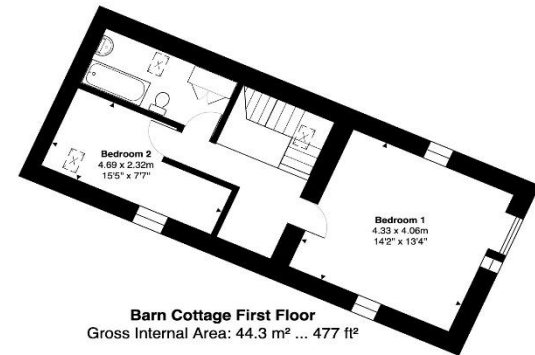 Bedroom 2
4.69 x 2.32m
15'5" x 7'7"
Bedroom 1
4.33 x 4.06m
14'2" x 13'4"
Barn Cottage First Floor
Gross Internal Area: 44.3 m² ... 477 ft²